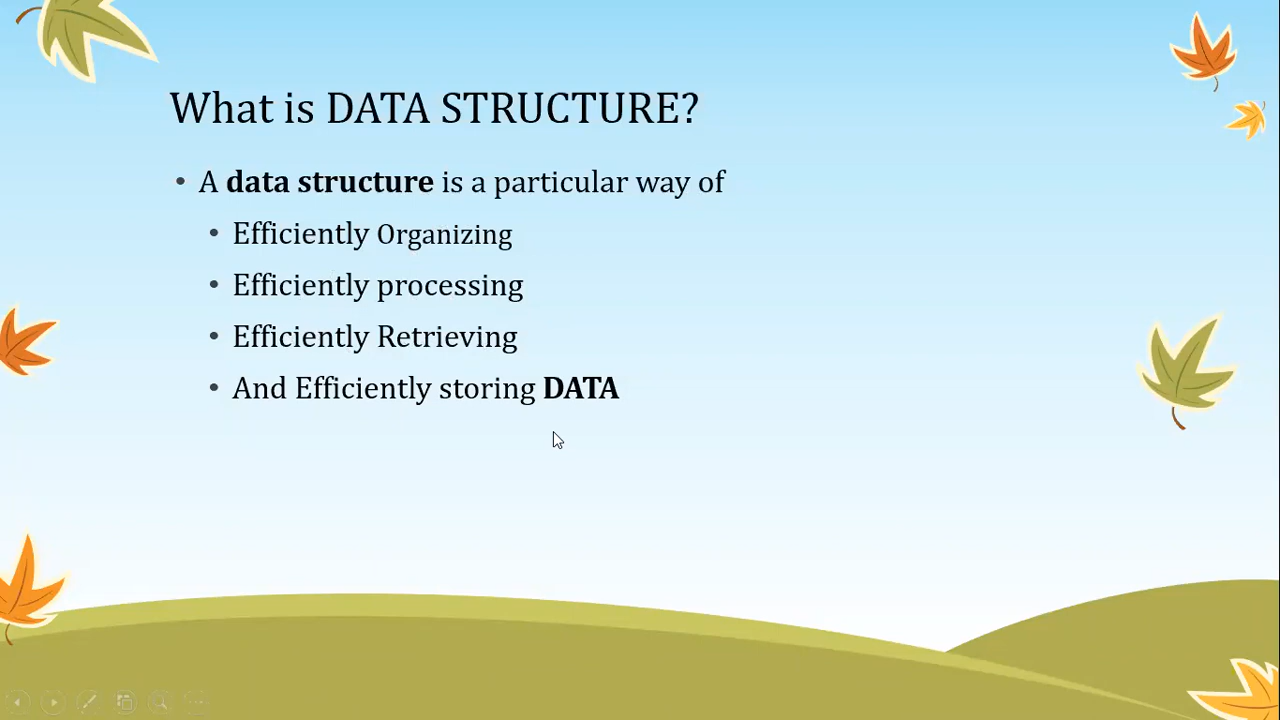 What is DATA STRUCTURE?
• A data structure is a particular way of
• Efficiently Organizing
• Efficiently processing
• Efficiently Retrieving
• And Efficiently storing DATA